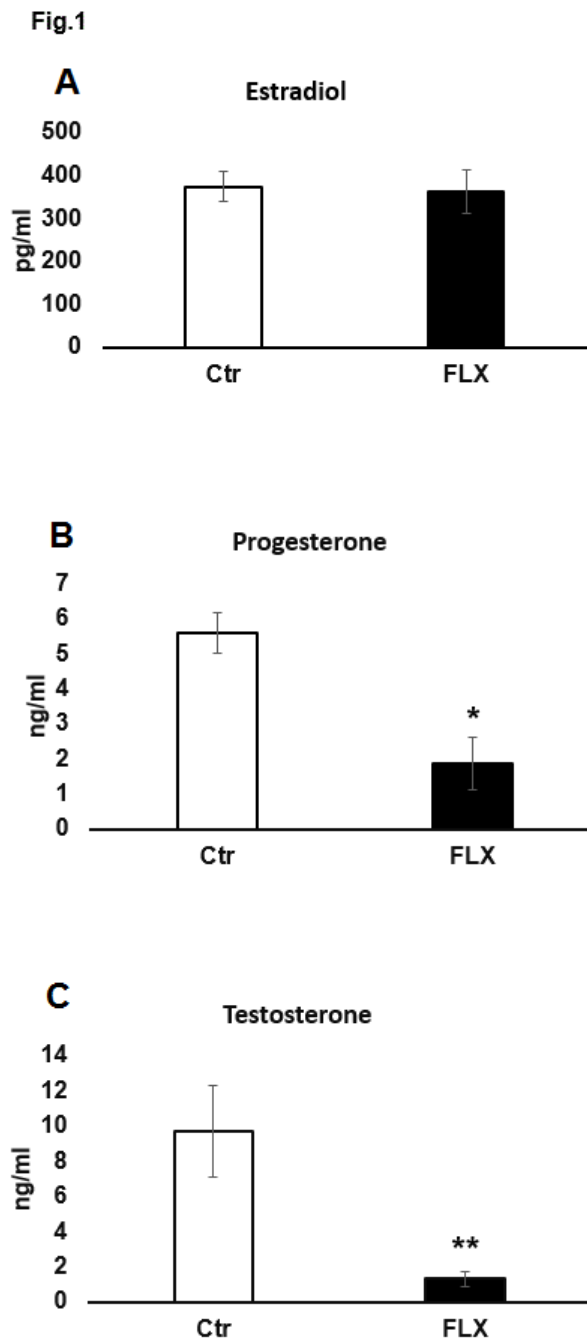 Fig.1
A
Estradiol
500
400
300
200
100
0
pg/ml
Ctr FLX
B
Progesterone
7
6
5
4
3
2
1
0
ng/ml
*
Ctr FLX
C
Testosterone
14
12
10
8
6
4
2
0
ng/ml
**
Ctr FLX